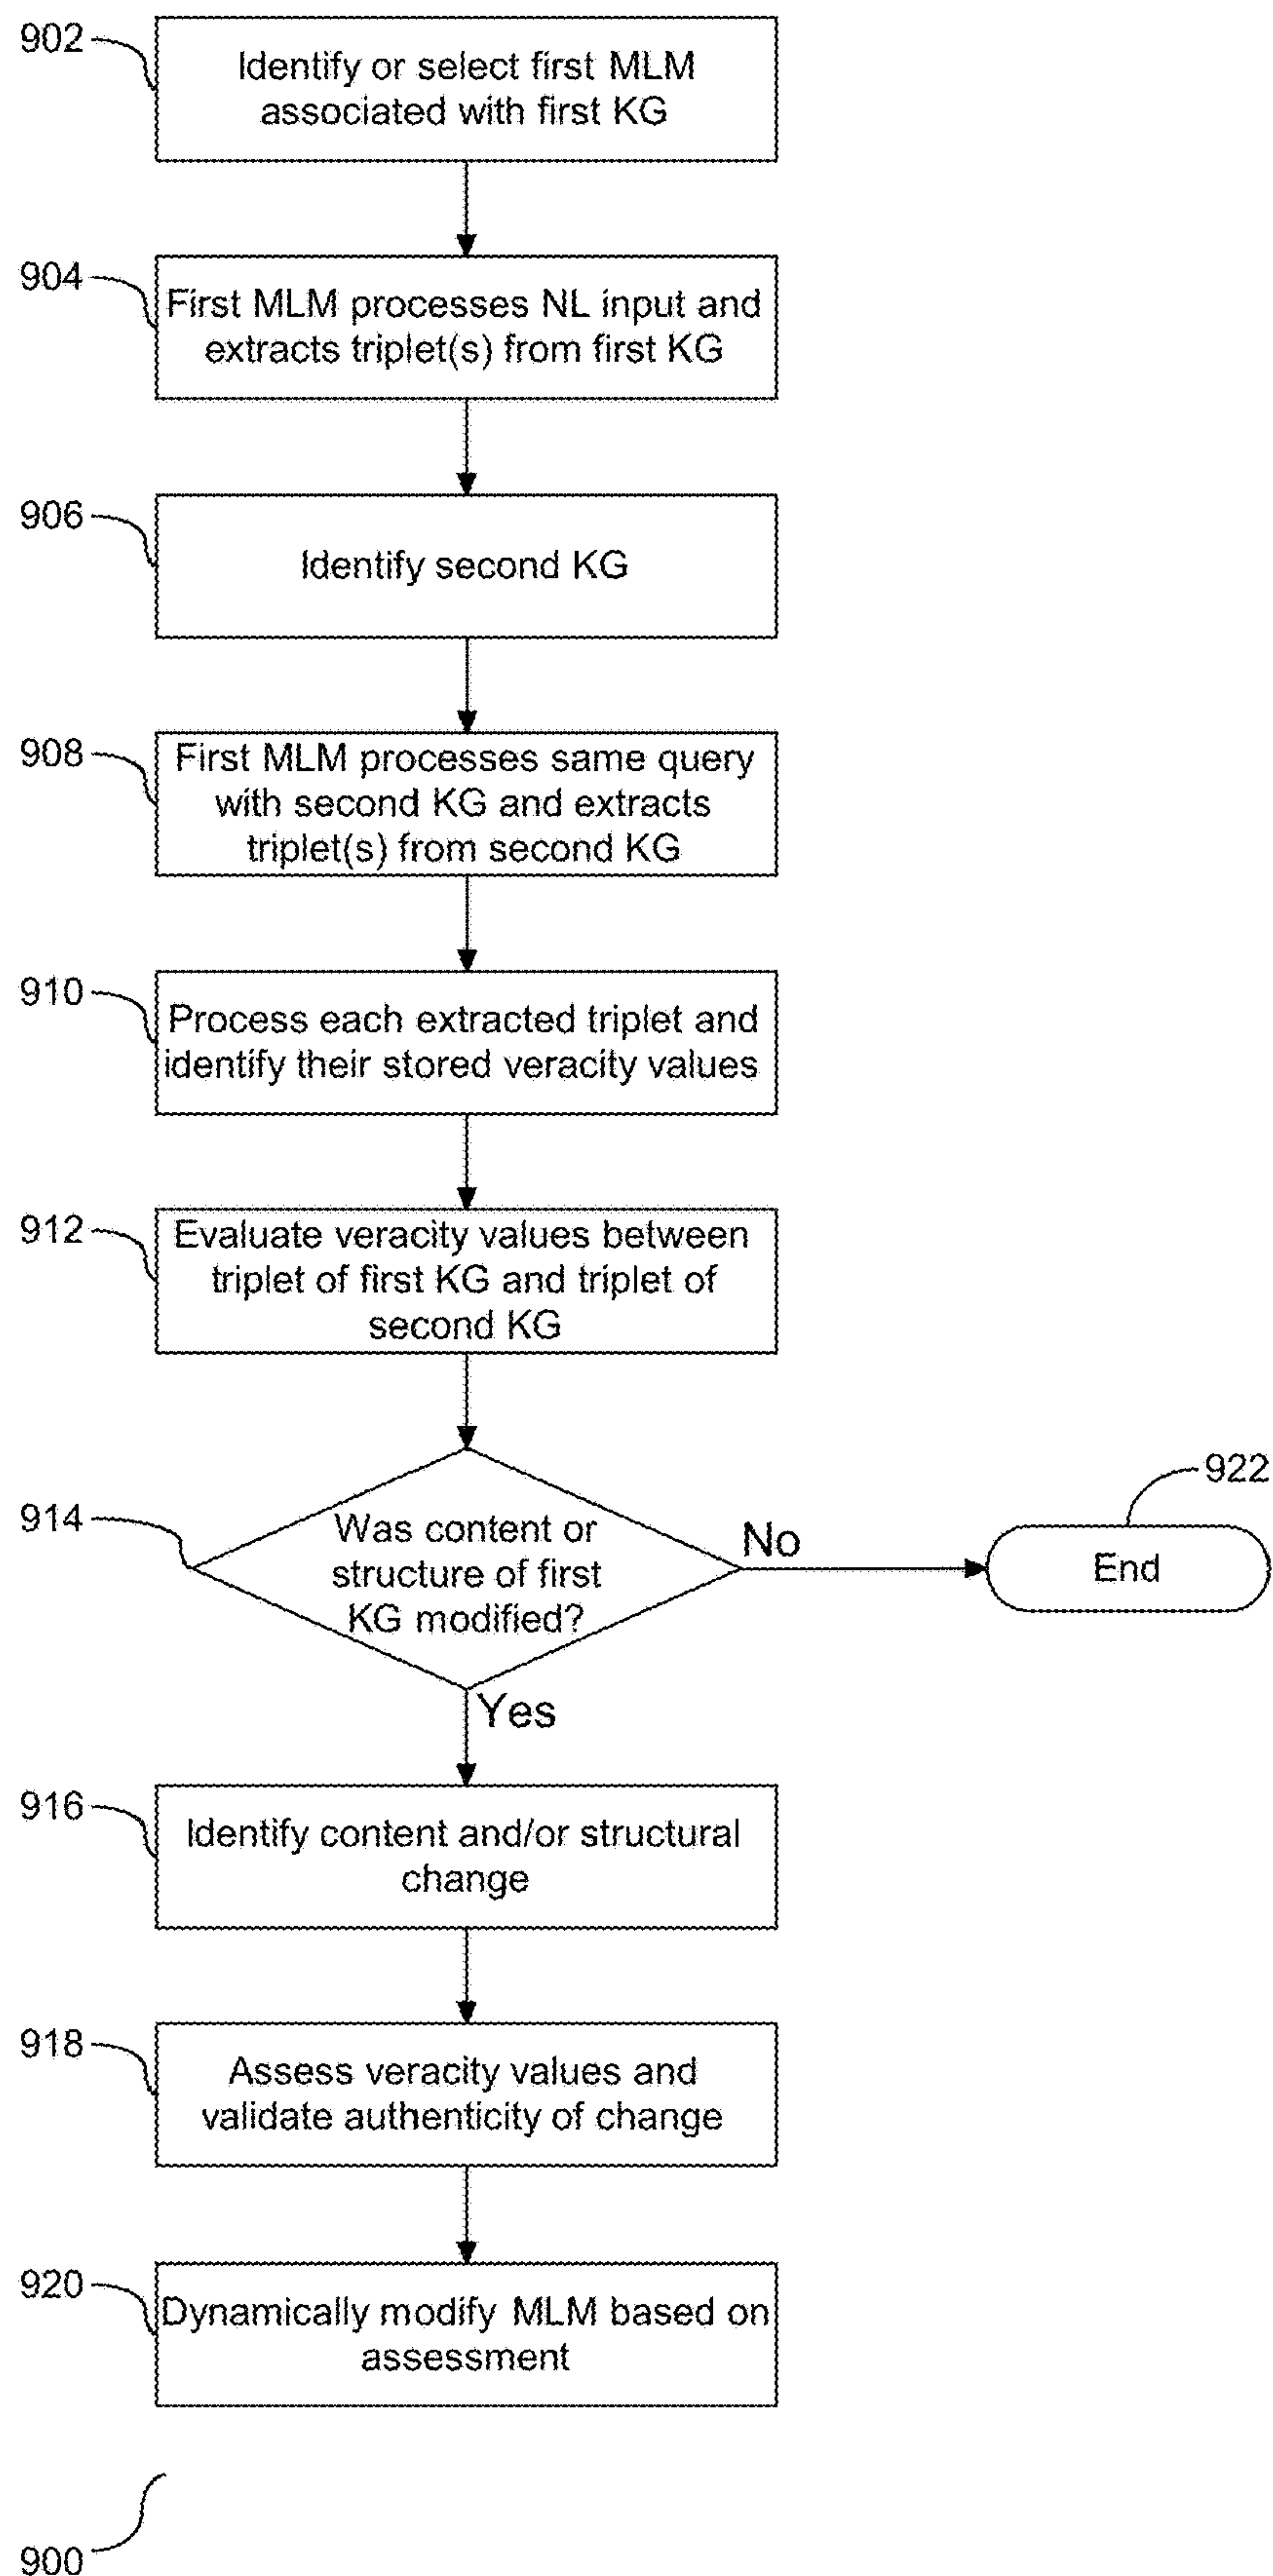 902
Identify or select first MLM
associated with first KG
904
First MLM processes NL input and
extracts triplet(s) from first KG
906
Identify second KG
908
First MLM processes same query
with second KG and extracts
triplet(s) from second KG
910
Process each extracted triplet and
identify their stored veracity values
912
Evaluate veracity values between
triplet of first KG and triplet of
second KG
914
Was content or
structure of first
KG modified?
No
922
End
Yes
916
Identify content and/or structural
change
918
Assess veracity values and
validate authenticity of change
920
Dynamically modify MLM based on
assessment
900